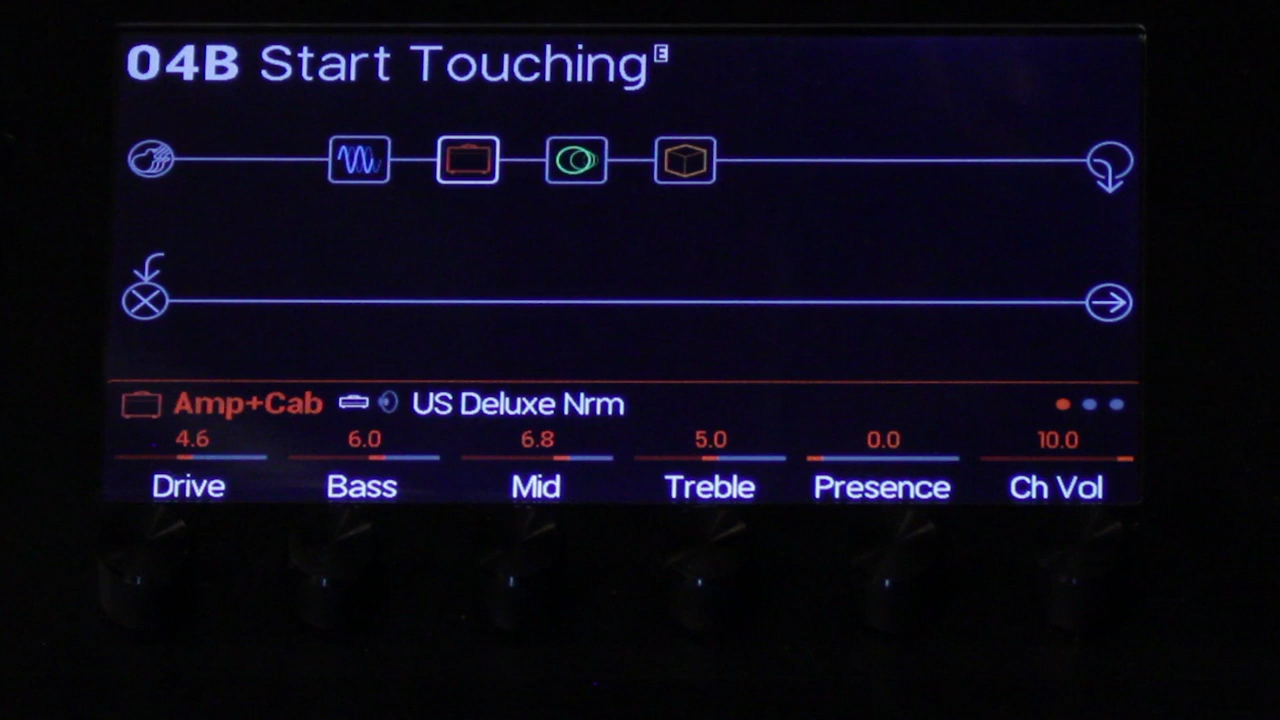 04B Start Touching E
Amp+Cab US Deluxe Nrm
4.6 6.0 6.8 5.0 0.0 10.0
Drive Bass Mid Treble Presence Ch Vol